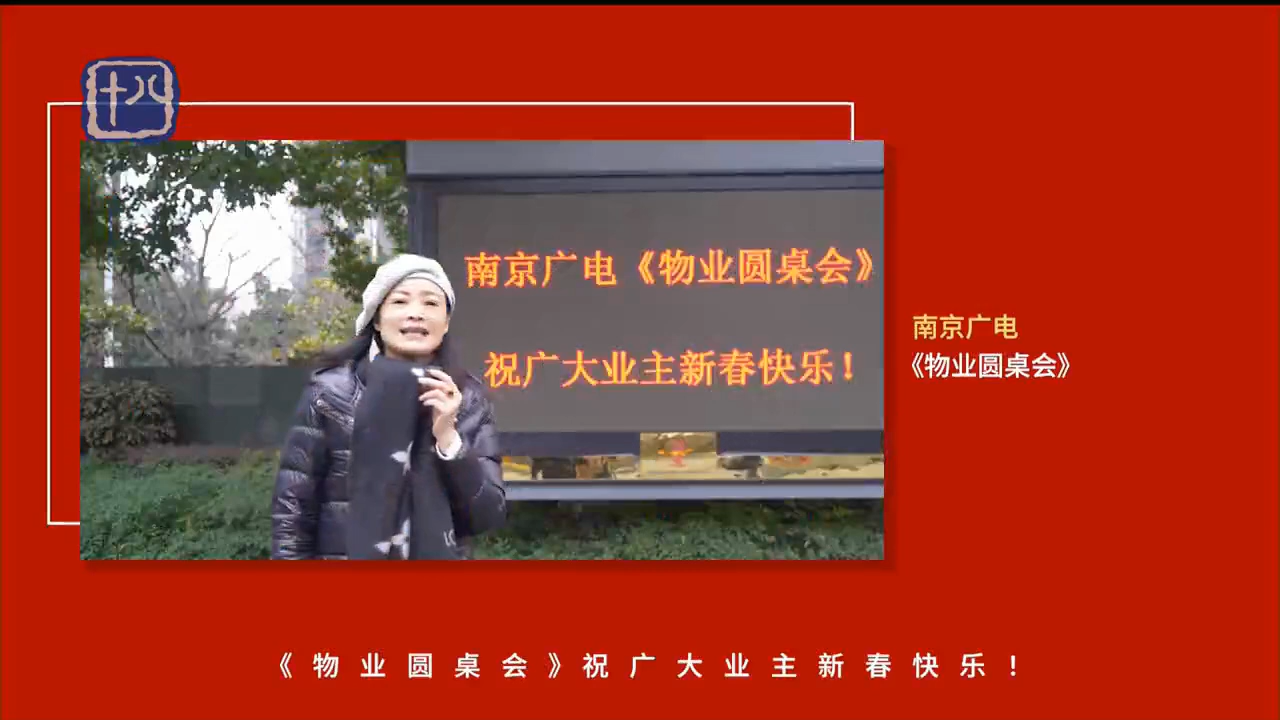 十八
南京广电《物业圆桌会》
祝广大业主新春快乐！
南京广电
《物业圆桌会》
《物业圆桌会》祝广大业主新春快乐！